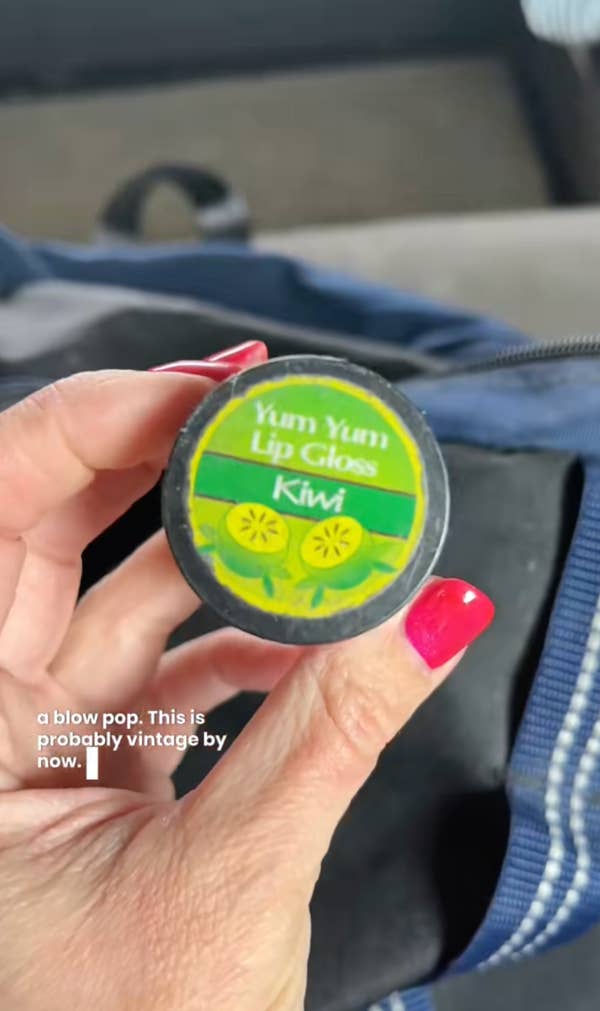 Yum Yum
Lip Gloss
Kiwi
a blow pop. This is
probably vintage by
now.